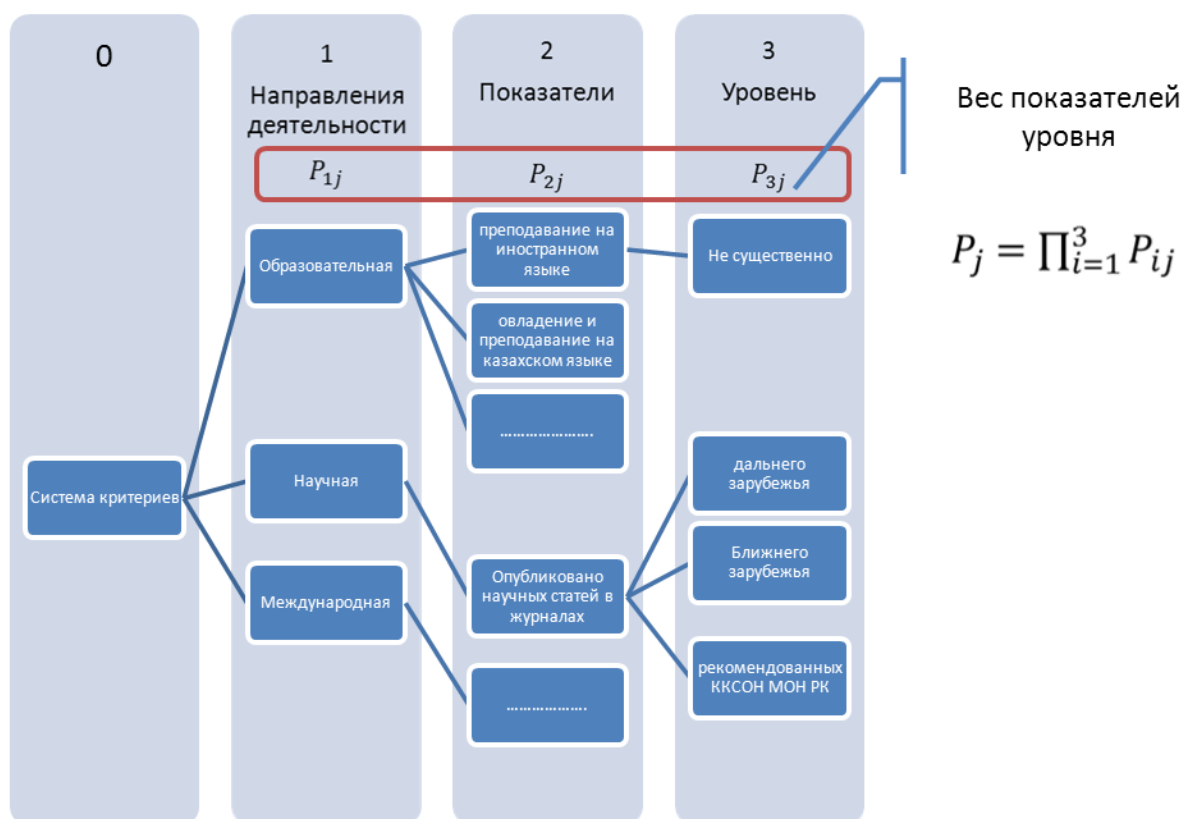 0
1
Направления
деятельности
2
Показатели
3
Уровень
Вес показателей
уровня
P₁ⱼ
P₂ⱼ
P₃ⱼ
Pⱼ = ∏³ᵢ₌₁ Pᵢⱼ
Система критериев
Образовательная
преподавание на
иностранном
языке
Не существенно
овладение и
преподавание на
казахском языке
………………….
Научная
Опубликовано
научных статей в
журналах
дальнего
зарубежья
Ближнего
зарубежья
рекомендованных
ККСОН МОН РК
Международная
……………….